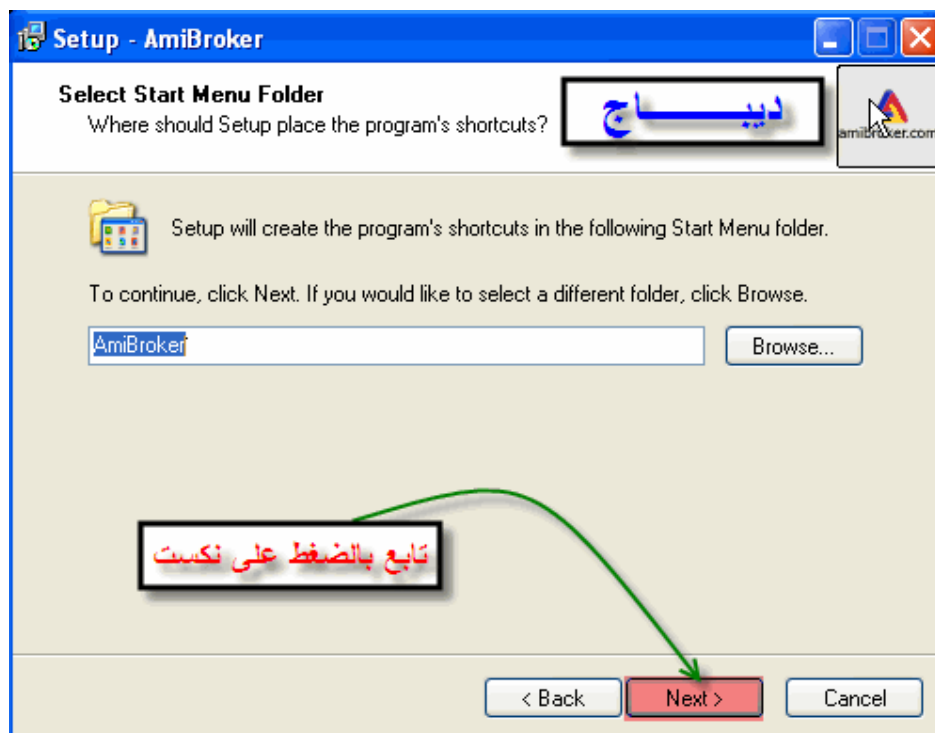 Setup - AmiBroker
Select Start Menu Folder
Where should Setup place the program's shortcuts?
ديبـــــاج
amibroker.com
Setup will create the program's shortcuts in the following Start Menu folder.
To continue, click Next. If you would like to select a different folder, click Browse.
AmiBroker
Browse...
تابع بالضغط على نكست
< Back
Next >
Cancel